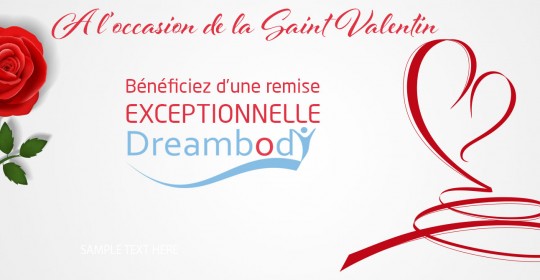 A l'occasion de la Saint Valentin
Bénéficiez d'une remise
EXCEPTIONNELLE
Dreambody
SAMPLE TEXT HERE